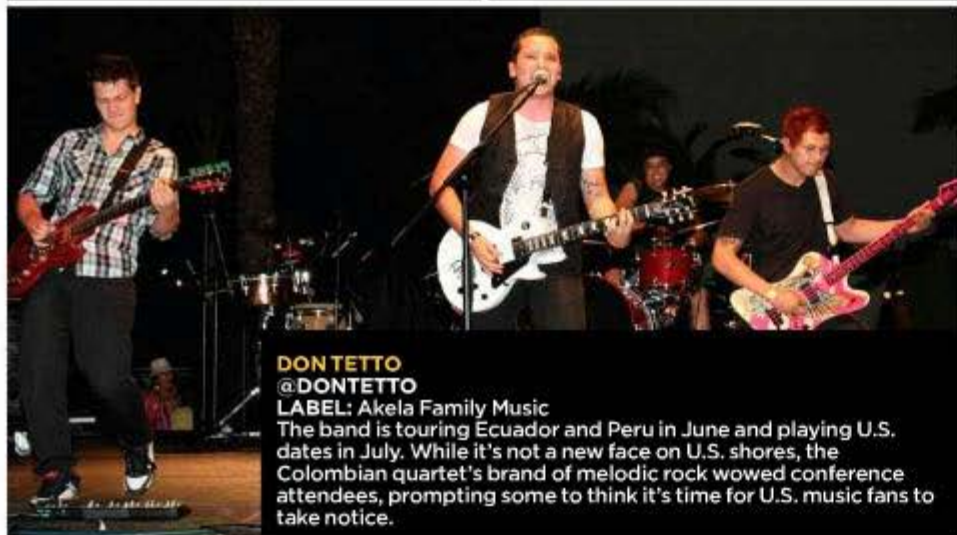 DON TETTO
@DONTETTO
LABEL: Akela Family Music
The band is touring Ecuador and Peru in June and playing U.S.
dates in July. While it's not a new face on U.S. shores, the
Colombian quartet's brand of melodic rock wowed conference
attendees, prompting some to think it's time for U.S. music fans to
take notice.